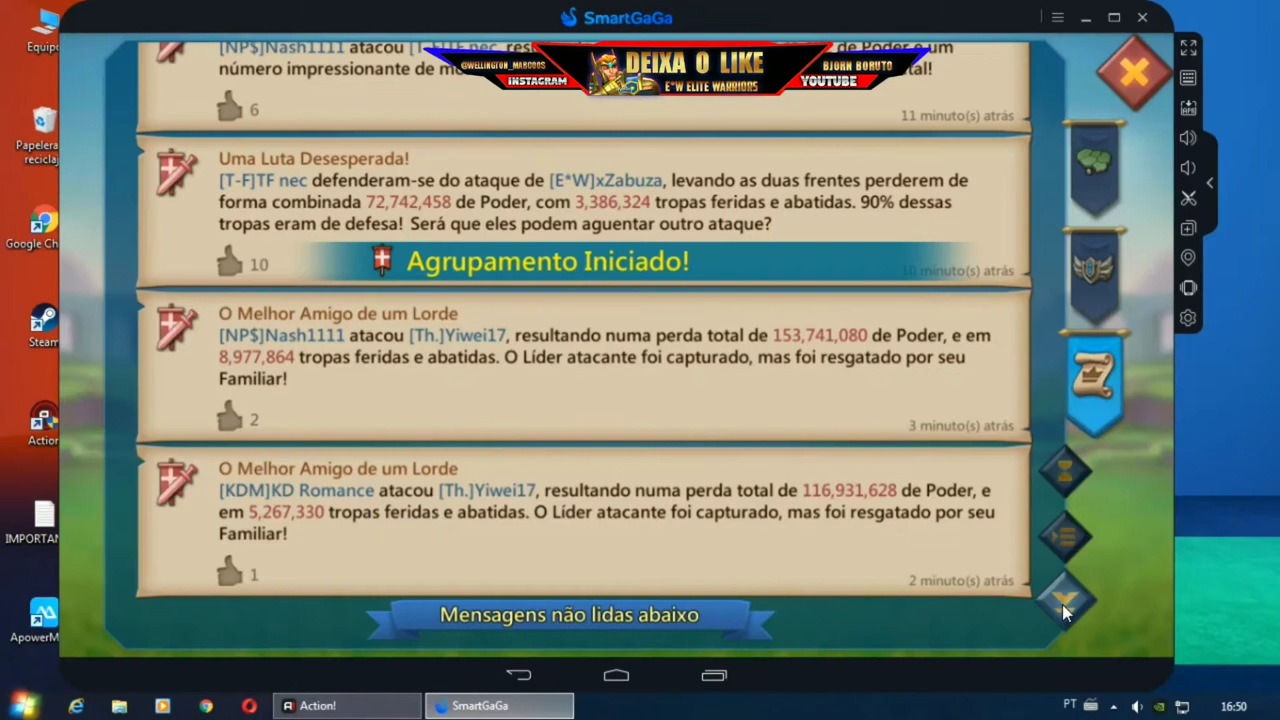 SmartGaGa
Equipo
[NP$]Nash1111 atacou [T-F]TF nec, res
de Poder e um
número impressionante de mo
tal!
@WELLINGTON_MARCOOS
INSTAGRAM
DEIXA O LIKE
E*W ELITE WARRIORS
BJORN BORUTO
YOUTUBE
6
11 minuto(s) atrás
Papelera
reciclaj
Uma Luta Desesperada!
[T-F]TF nec defenderam-se do ataque de [E*W]xZabuza, levando as duas frentes perderem de
forma combinada 72,742,458 de Poder, com 3,386,324 tropas feridas e abatidas. 90% dessas
tropas eram de defesa! Será que eles podem aguentar outro ataque?
10
Agrupamento Iniciado!
10 minuto(s) atrás
Google Ch
O Melhor Amigo de um Lorde
[NP$]Nash1111 atacou [Th.]Yiwei17, resultando numa perda total de 153,741,080 de Poder, e em
8,977,864 tropas feridas e abatidas. O Líder atacante foi capturado, mas foi resgatado por seu
Familiar!
2
3 minuto(s) atrás
Steam
Action
O Melhor Amigo de um Lorde
[KDM]KD Romance atacou [Th.]Yiwei17, resultando numa perda total de 116,931,628 de Poder, e
em 5,267,330 tropas feridas e abatidas. O Líder atacante foi capturado, mas foi resgatado por seu
Familiar!
1
2 minuto(s) atrás
IMPORTAN
ApowerM
Mensagens não lidas abaixo
Action!
SmartGaGa
PT
16:50